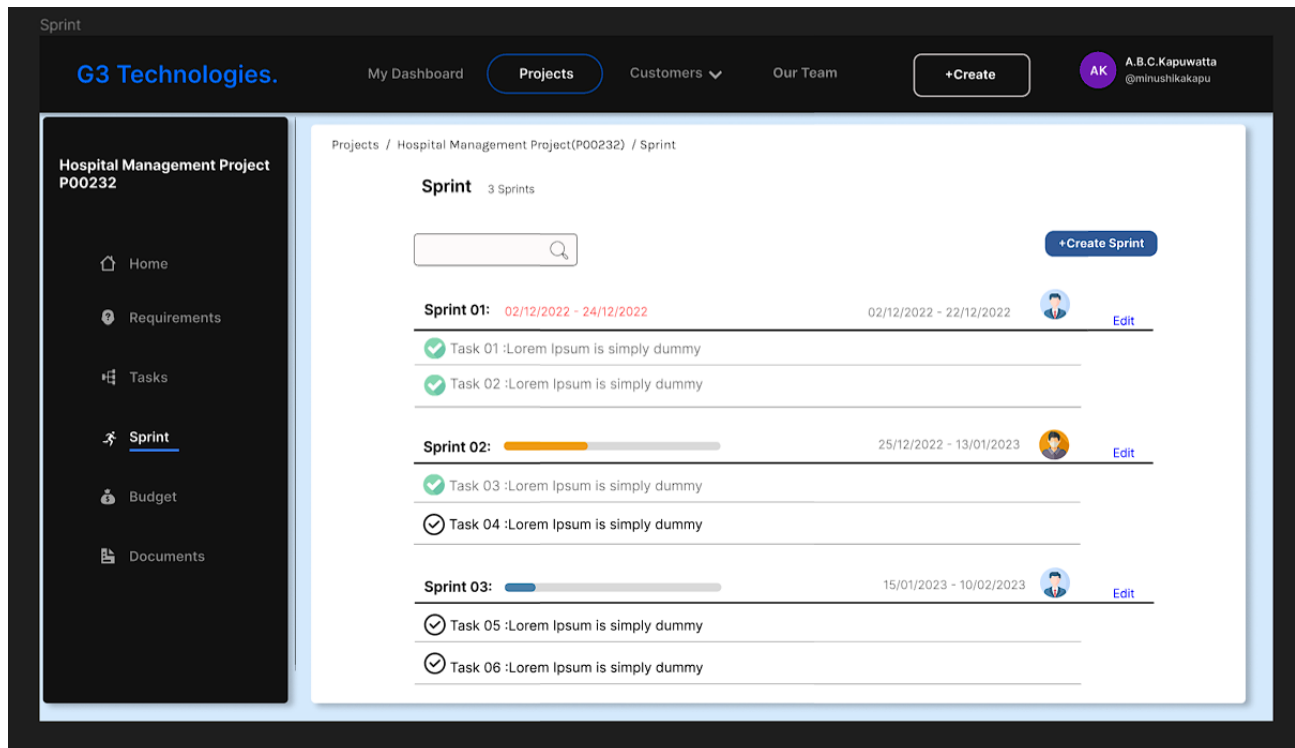 Sprint
G3 Technologies.
My Dashboard
Projects
Customers
Our Team
+Create
AK
A.B.C.Kapuwatta
@minushikakapu
Hospital Management Project
P00232
Home
Requirements
Tasks
Sprint
Budget
Documents
Projects / Hospital Management Project(P00232) / Sprint
Sprint 3 Sprints
+Create Sprint
Sprint 01: 02/12/2022 - 24/12/2022 02/12/2022 - 22/12/2022 Edit
Task 01 :Lorem Ipsum is simply dummy
Task 02 :Lorem Ipsum is simply dummy
Sprint 02: 25/12/2022 - 13/01/2023 Edit
Task 03 :Lorem Ipsum is simply dummy
Task 04 :Lorem Ipsum is simply dummy
Sprint 03: 15/01/2023 - 10/02/2023 Edit
Task 05 :Lorem Ipsum is simply dummy
Task 06 :Lorem Ipsum is simply dummy